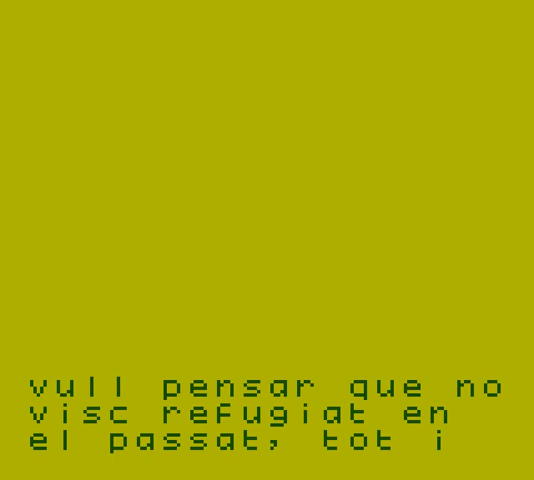 vull pensar que no
visc refugiat en
el passat, tot i